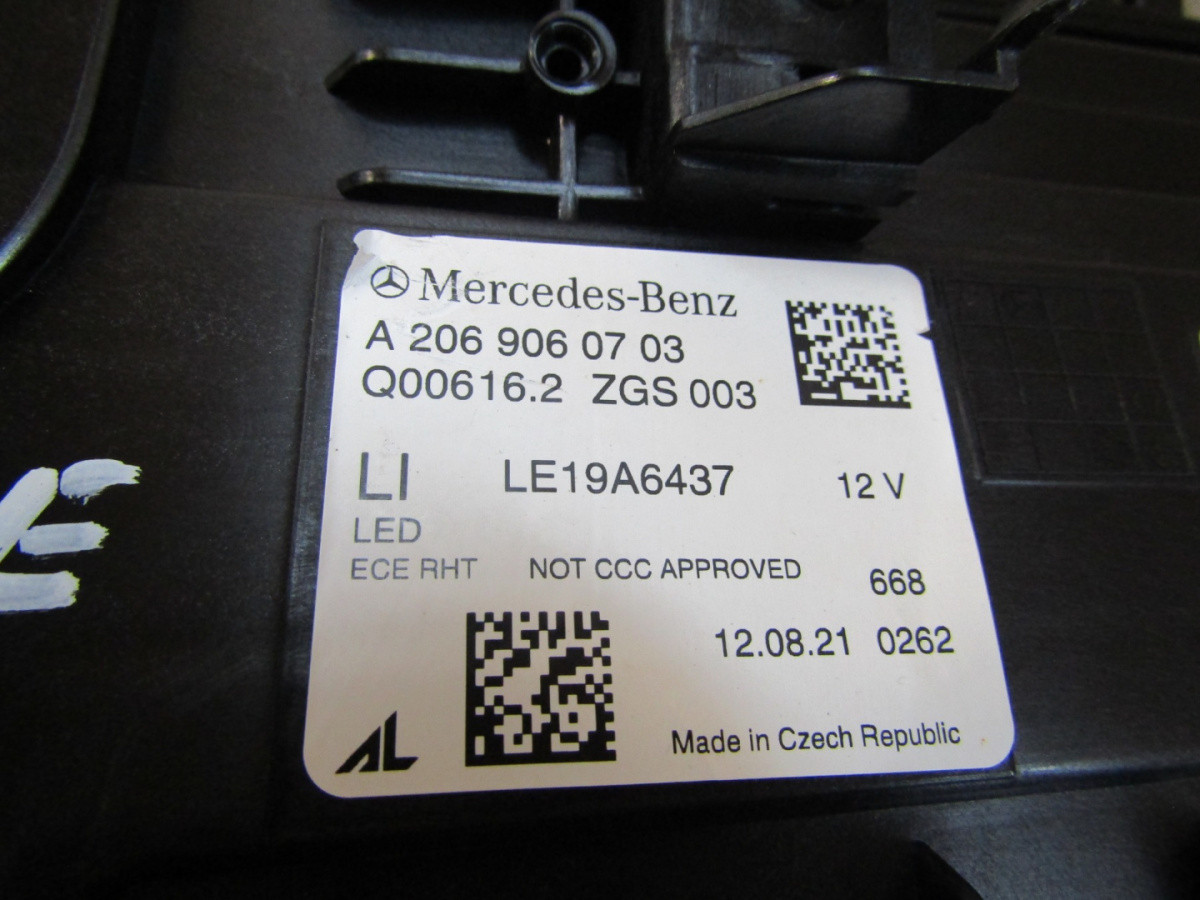 Mercedes-Benz
A 206 906 07 03
Q00616.2 ZGS 003
LI LE19A6437 12 V
LED
ECE RHT NOT CCC APPROVED 668
12.08.21 0262
AL Made in Czech Republic